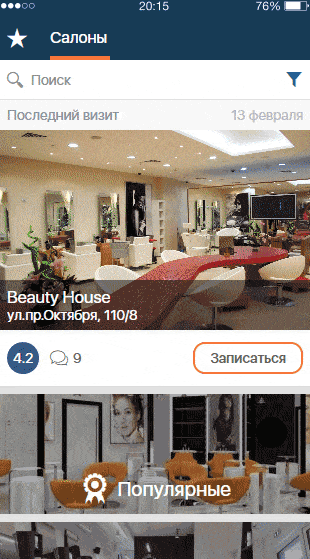 20:15
76%
Салоны
Поиск
Последний визит
13 февраля
Beauty House
ул.пр.Октября, 110/8
4.2
9
Записаться
Популярные